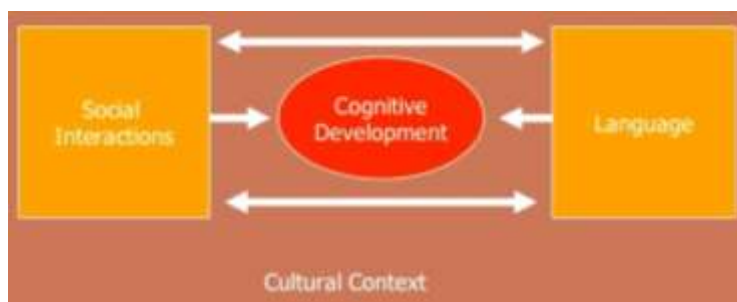 Social
Interactions
Cognitive
Development
Language
Cultural Context